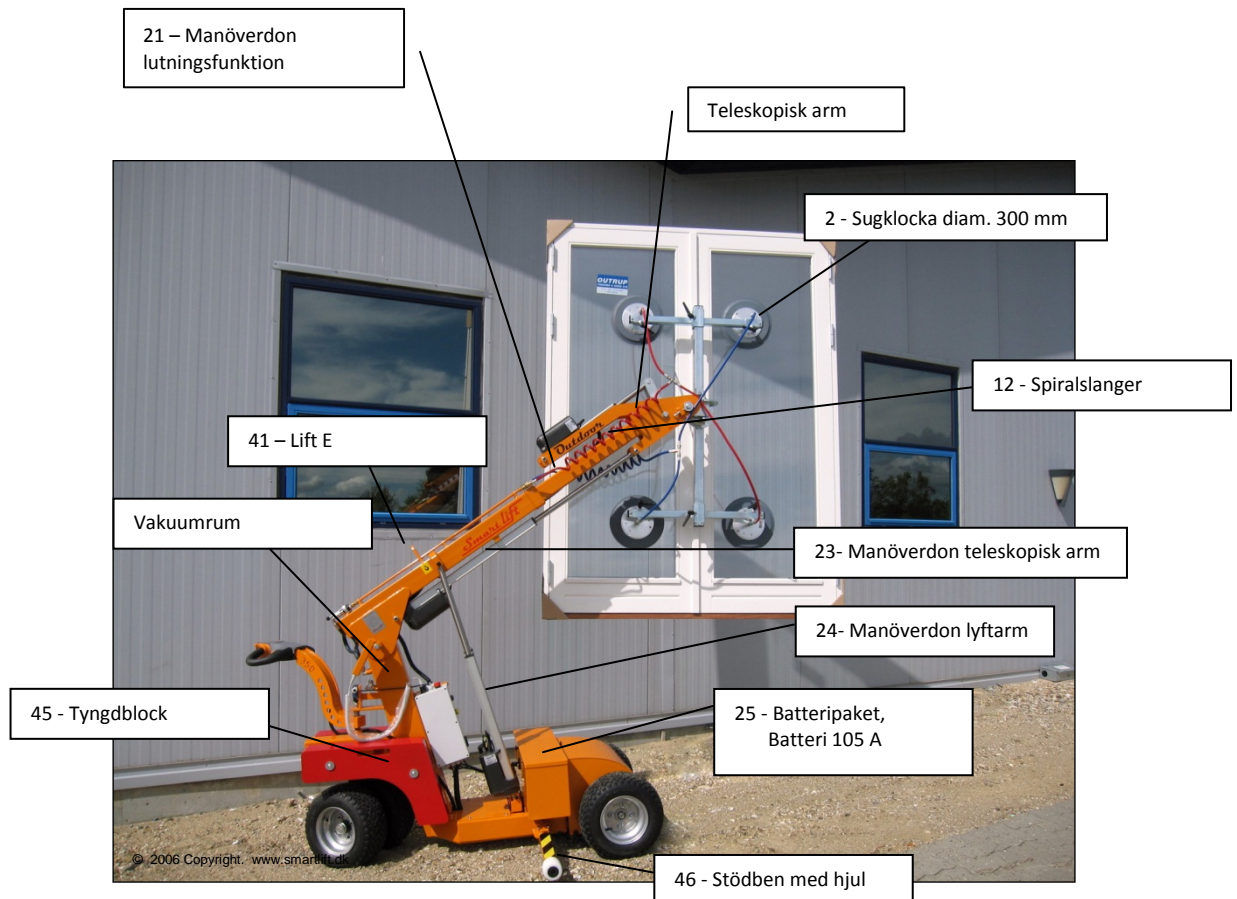 21 – Manöverdon
lutningsfunktion
Teleskopisk arm
2 - Sugklocka diam. 300 mm
OUTRUP
12 - Spiralslanger
Outdoor
41 – Lift E
Smartlift
Vakuumrum
23- Manöverdon teleskopisk arm
24- Manöverdon lyftarm
45 - Tyngdblock
25 - Batteripaket,
Batteri 105 A
© 2006 Copyright. www.smartlift.dk
46 - Stödben med hjul